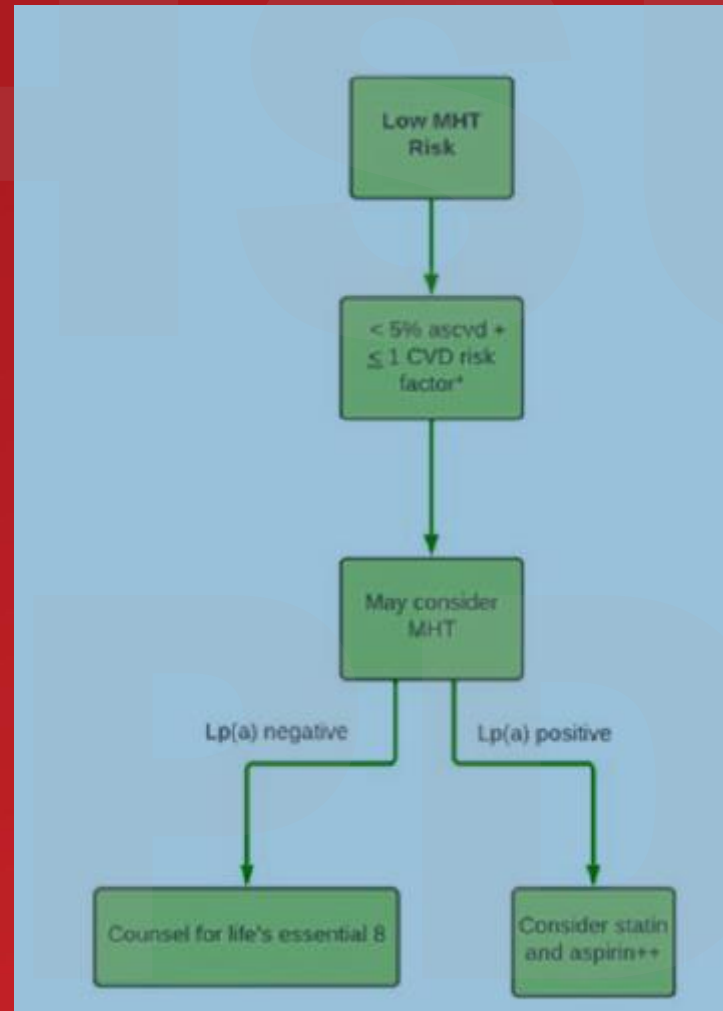 Low MHT
Risk
< 5% ascvd +
≤ 1 CVD risk
factor*
May consider
MHT
Lp(a) negative
Lp(a) positive
Counsel for life's essential 8
Consider statin
and aspirin++